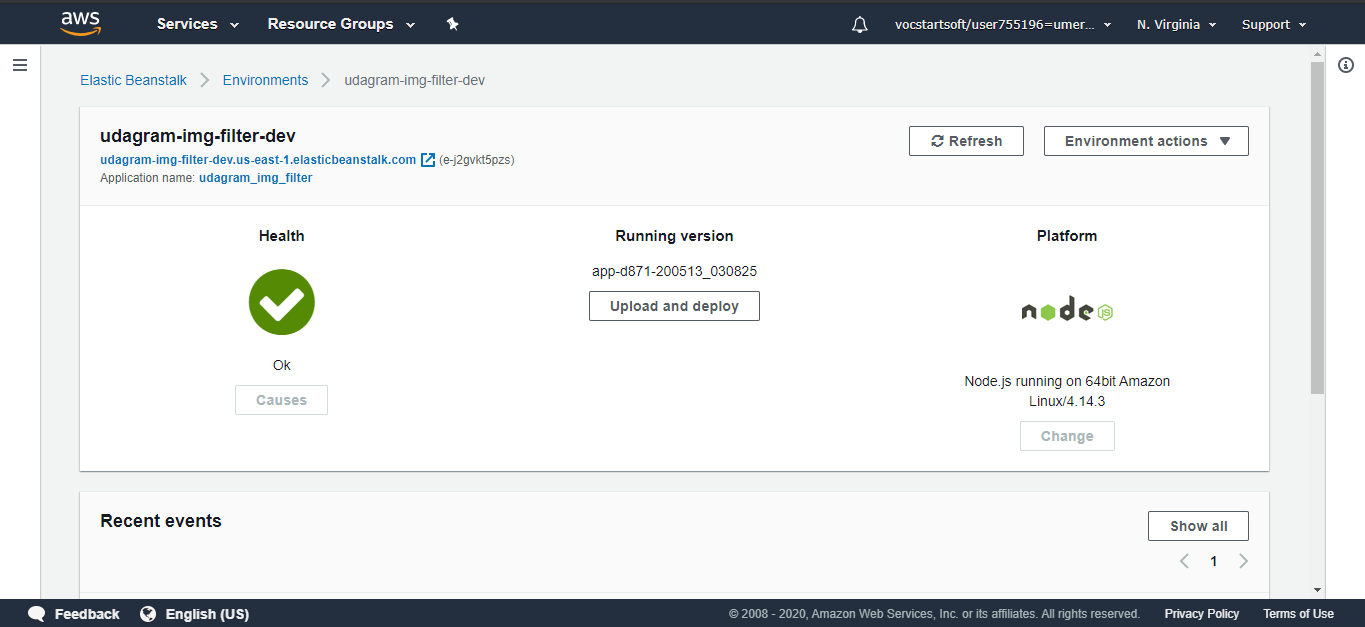 aws Services Resource Groups vocstartsoft/user755196=umer... N. Virginia Support
Elastic Beanstalk Environments udagram-img-filter-dev
udagram-img-filter-dev
udagram-img-filter-dev.us-east-1.elasticbeanstalk.com (e-j2gvkt5pzs)
Application name: udagram_img_filter
Refresh
Environment actions
Health
Ok
Causes
Running version
app-d871-200513_030825
Upload and deploy
Platform
node JS
Node.js running on 64bit Amazon
Linux/4.14.3
Change
Recent events
Show all
1
Feedback English (US) © 2008 - 2020, Amazon Web Services, Inc. or its affiliates. All rights reserved. Privacy Policy Terms of Use